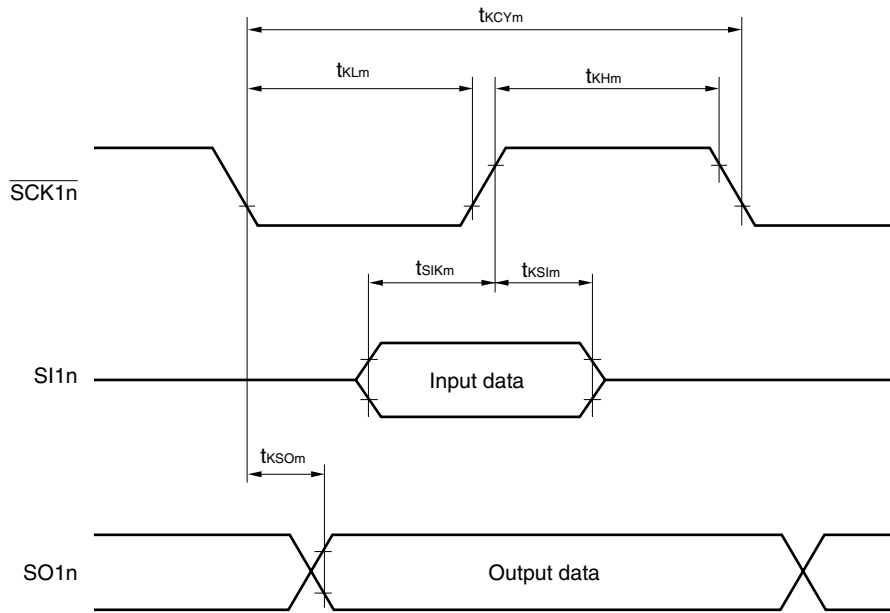 tKCYm
tKLm
tKHm
SCK1n
tSIKm
tKSIm
SI1n
Input data
tKSOm
SO1n
Output data